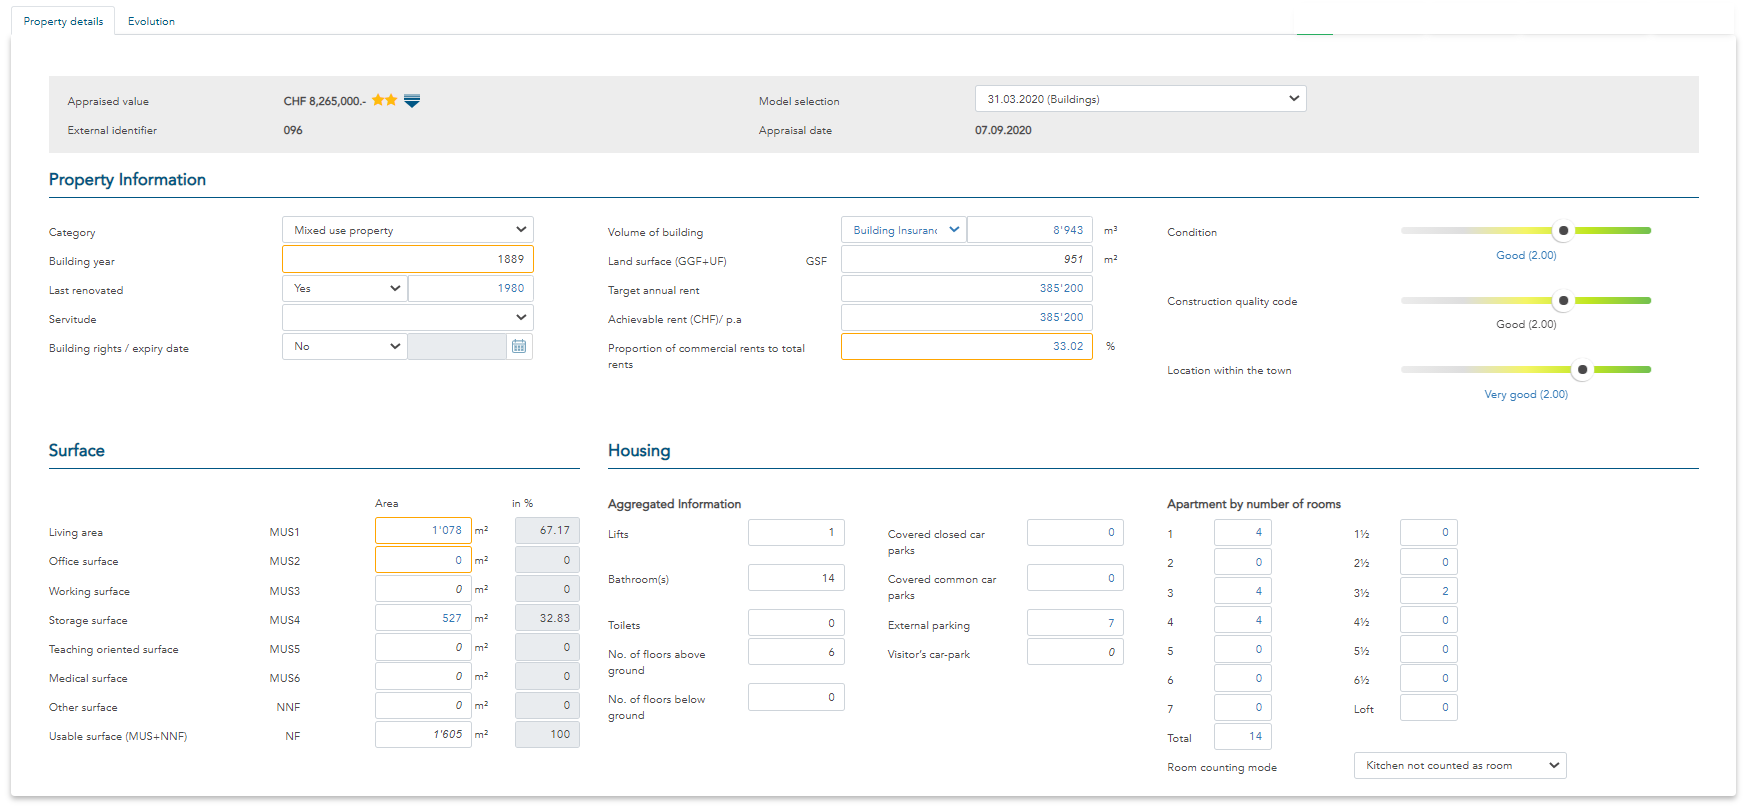 Property details Evolution
Appraised value CHF 8,265,000.- Model selection 31.03.2020 (Buildings)
External identifier 096 Appraisal date 07.09.2020
Property Information
Category Mixed use property
Building year 1889
Last renovated Yes 1980
Servitude
Building rights / expiry date No
Volume of building Building Insuranc 8'943 m³
Land surface (GGF+UF) GSF 951 m²
Target annual rent 385'200
Achievable rent (CHF)/ p.a 385'200
Proportion of commercial rents to total 33.02 %
rents
Condition
Good (2.00)
Construction quality code
Good (2.00)
Location within the town
Very good (2.00)
Surface
Area in %
Living area MUS1 1'078 m² 67.17
Office surface MUS2 0 m² 0
Working surface MUS3 0 m² 0
Storage surface MUS4 527 m² 32.83
Teaching oriented surface MUS5 0 m² 0
Medical surface MUS6 0 m² 0
Other surface NNF 0 m² 0
Usable surface (MUS+NNF) NF 1'605 m² 100
Housing
Aggregated Information
Lifts 1
Bathroom(s) 14
Toilets 0
No. of floors above 6
ground
No. of floors below 0
ground
Covered closed car 0
parks
Covered common car 0
parks
External parking 7
Visitor's car-park 0
Apartment by number of rooms
1 4 1½ 0
2 0 2½ 0
3 4 3½ 2
4 4 4½ 0
5 0 5½ 0
6 0 6½ 0
7 0 Loft 0
Total 14
Room counting mode Kitchen not counted as room